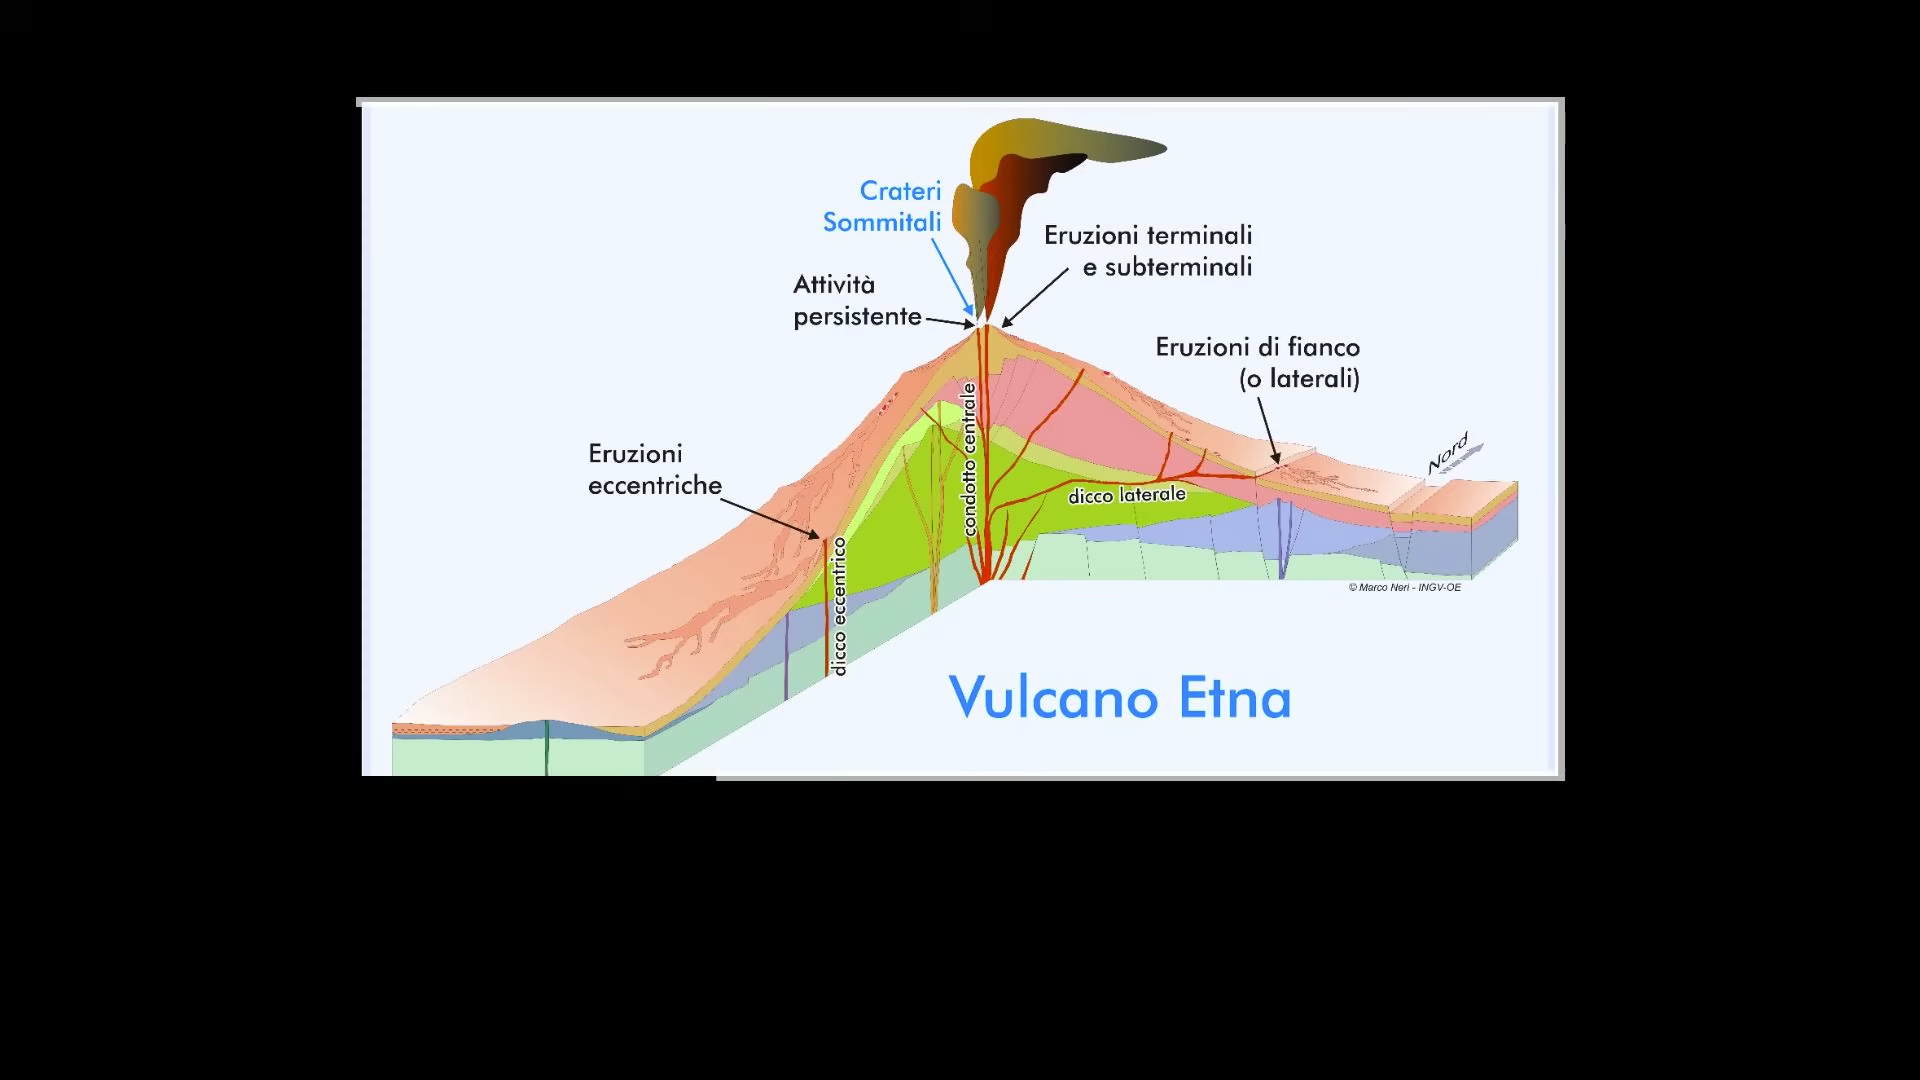 Crateri
Sommitali
Eruzioni terminali
e subterminali
Attività
persistente
Eruzioni di fianco
(o laterali)
Nord
Eruzioni
eccentriche
condotto centrale
dicco laterale
dicco eccentrico
© Marco Neri - INGV-OE
Vulcano Etna